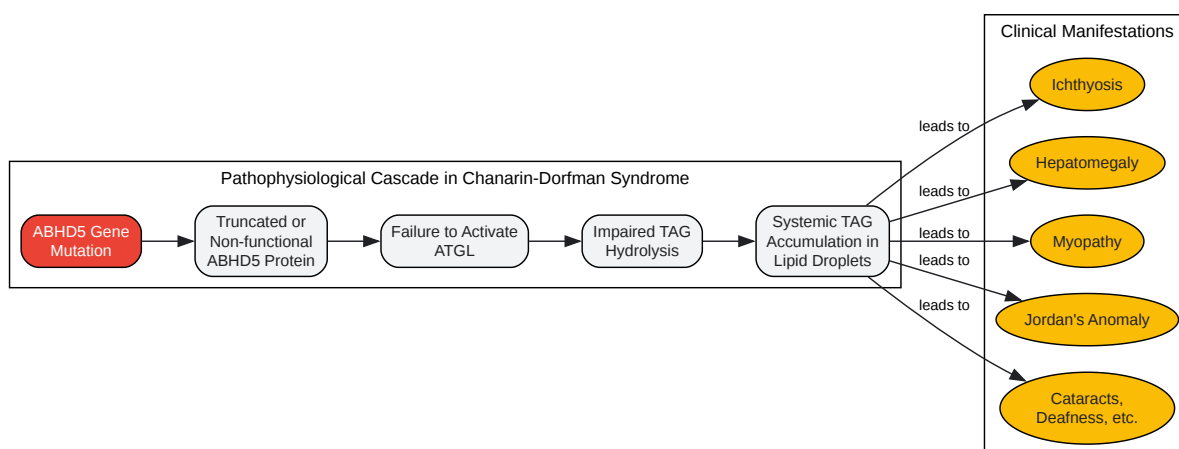 Pathophysiological Cascade in Chanarin-Dorfman Syndrome
ABHD5 Gene
Mutation
Truncated or
Non-functional
ABHD5 Protein
Failure to Activate
ATGL
Impaired TAG
Hydrolysis
Systemic TAG
Accumulation in
Lipid Droplets
leads to
leads to
leads to
leads to
leads to
Clinical Manifestations
Ichthyosis
Hepatomegaly
Myopathy
Jordan's Anomaly
Cataracts,
Deafness, etc.